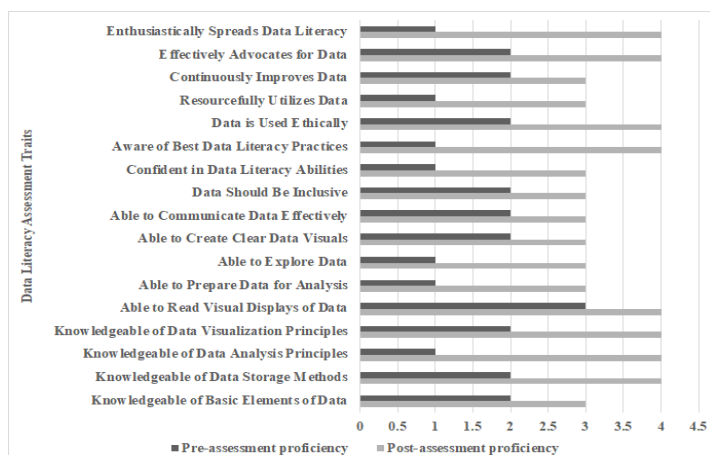 Enthusiastically Spreads Data Literacy
Effectively Advocates for Data
Continuously Improves Data
Resourcefully Utilizes Data
Data is Used Ethically
Aware of Best Data Literacy Practices
Confident in Data Literacy Abilities
Data Should Be Inclusive
Able to Communicate Data Effectively
Able to Create Clear Data Visuals
Able to Explore Data
Able to Prepare Data for Analysis
Able to Read Visual Displays of Data
Knowledgeable of Data Visualization Principles
Knowledgeable of Data Analysis Principles
Knowledgeable of Data Storage Methods
Knowledgeable of Basic Elements of Data
Data Literacy Assessment Traits
0 0.5 1 1.5 2 2.5 3 3.5 4 4.5
Pre-assessment proficiency Post-assessment proficiency